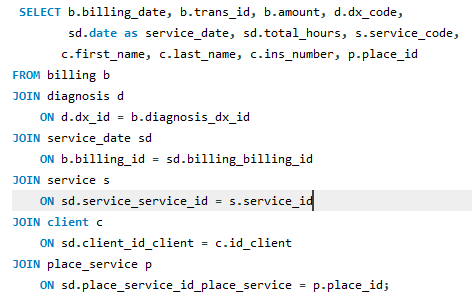 SELECT b.billing_date, b.trans_id, b.amount, d.dx_code,
sd.date as service_date, sd.total_hours, s.service_code,
c.first_name, c.last_name, c.ins_number, p.place_id
FROM billing b
JOIN diagnosis d
ON d.dx_id = b.diagnosis_dx_id
JOIN service_date sd
ON b.billing_id = sd.billing_billing_id
JOIN service s
ON sd.service_service_id = s.service_id
JOIN client c
ON sd.client_id_client = c.id_client
JOIN place_service p
ON sd.place_service_id_place_service = p.place_id;